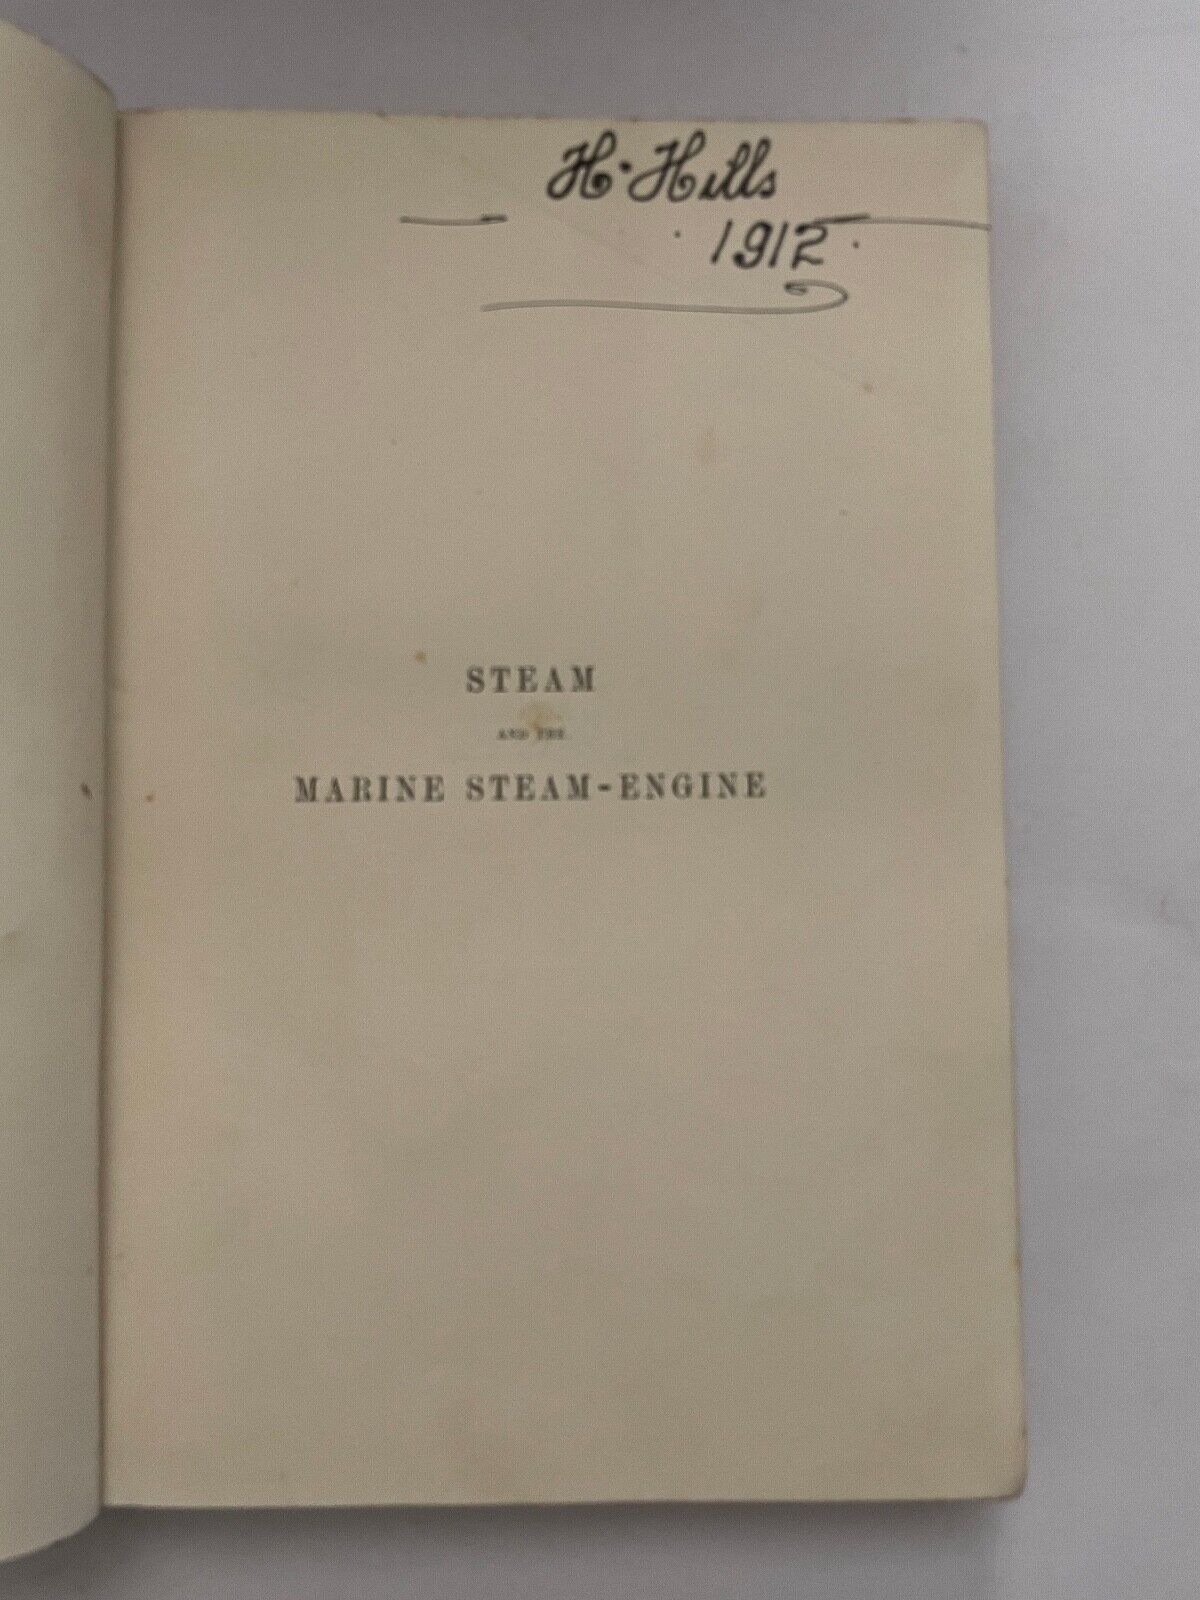 H. Hills
1912
STEAM
AND THE
MARINE STEAM-ENGINE